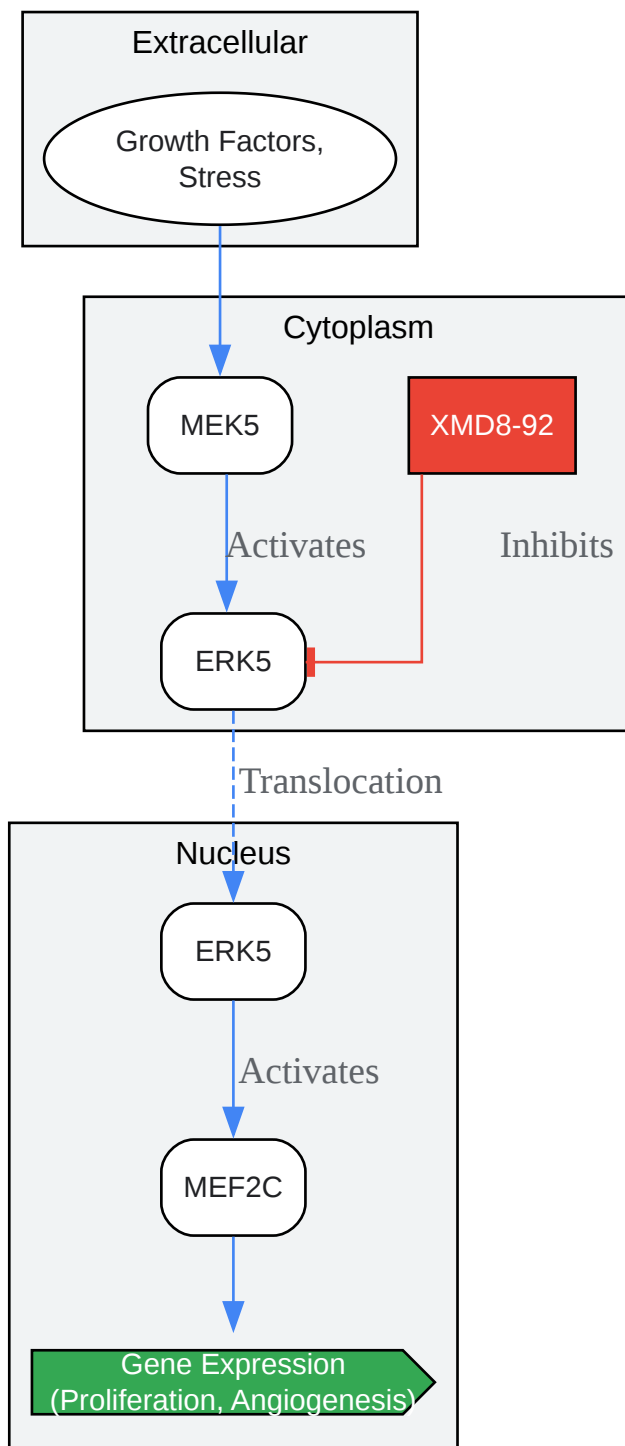 Extracellular
Growth Factors,
Stress
Cytoplasm
MEK5
XMD8-92
Activates
Inhibits
ERK5
Translocation
Nucleus
ERK5
Activates
MEF2C
Gene Expression
(Proliferation, Angiogenesis)